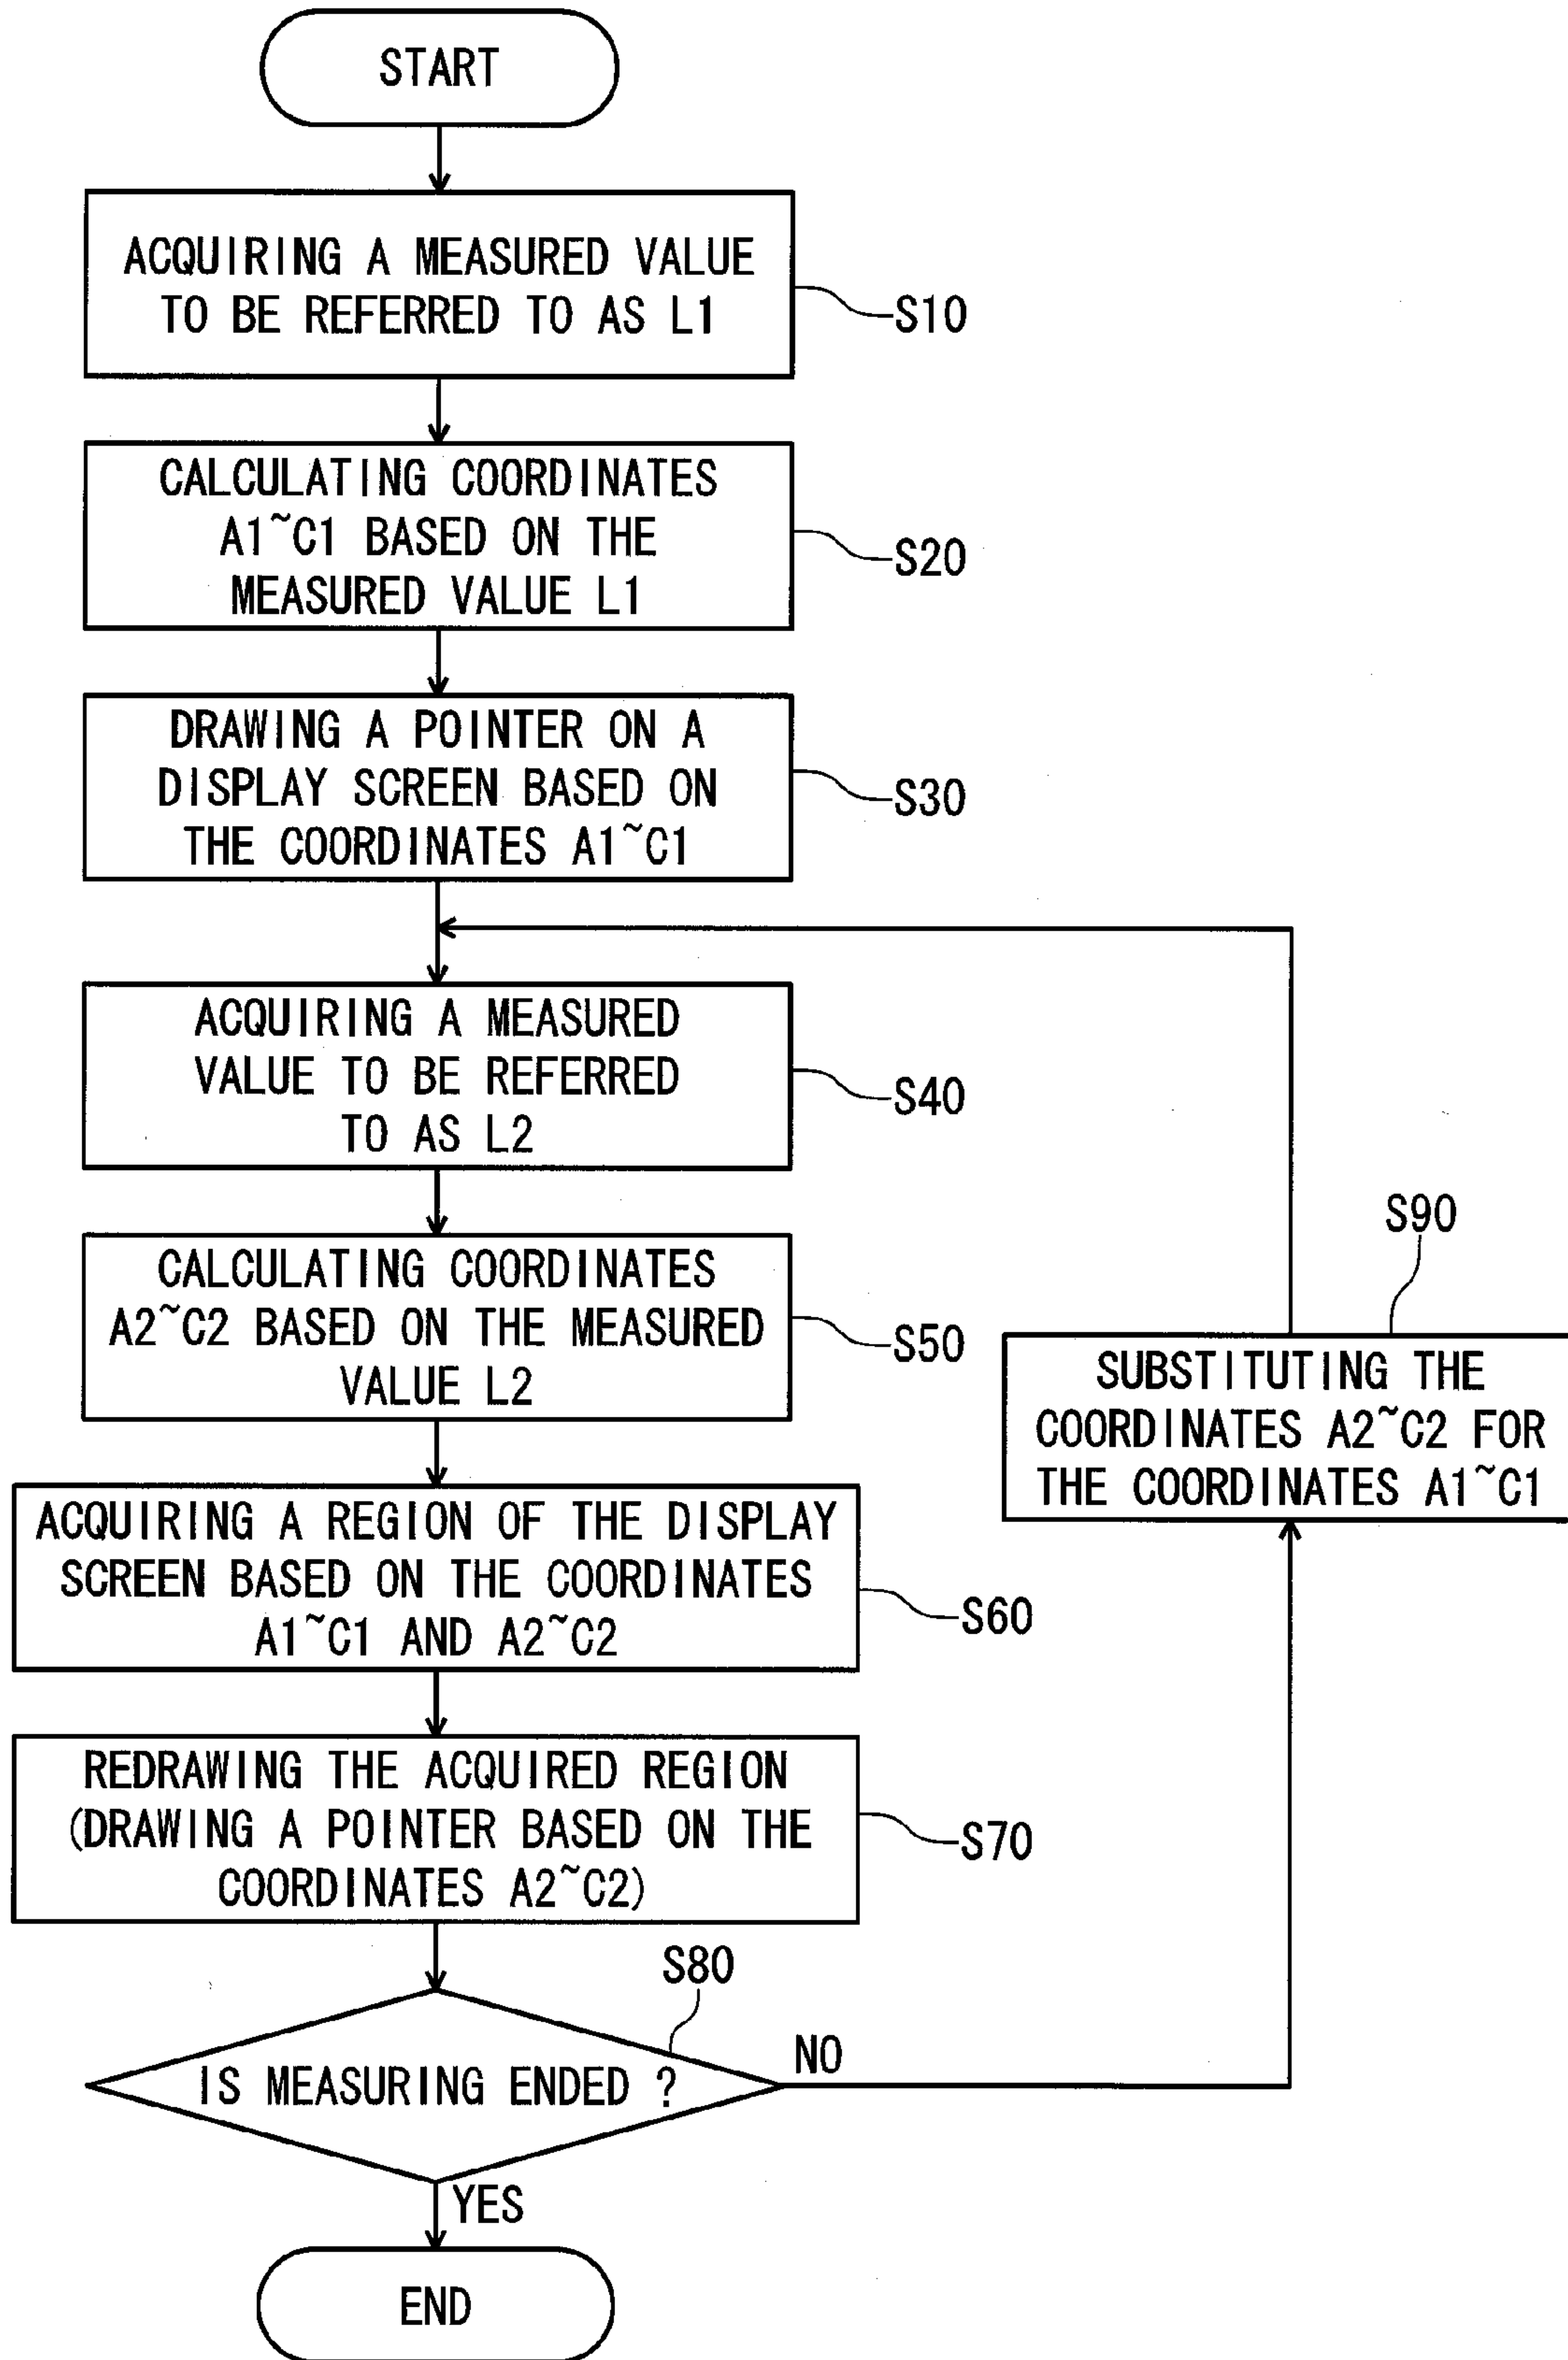 START
ACQUIRING A MEASURED VALUE
TO BE REFERRED TO AS L1
S10
CALCULATING COORDINATES
A1~C1 BASED ON THE
MEASURED VALUE L1
S20
DRAWING A POINTER ON A
DISPLAY SCREEN BASED ON
THE COORDINATES A1~C1
S30
ACQUIRING A MEASURED
VALUE TO BE REFERRED
TO AS L2
S40
CALCULATING COORDINATES
A2~C2 BASED ON THE MEASURED
VALUE L2
S50
ACQUIRING A REGION OF THE DISPLAY
SCREEN BASED ON THE COORDINATES
A1~C1 AND A2~C2
S60
REDRAWING THE ACQUIRED REGION
(DRAWING A POINTER BASED ON THE
COORDINATES A2~C2)
S70
IS MEASURING ENDED ?
S80
NO
YES
S90
SUBSTITUTING THE
COORDINATES A2~C2 FOR
THE COORDINATES A1~C1
END